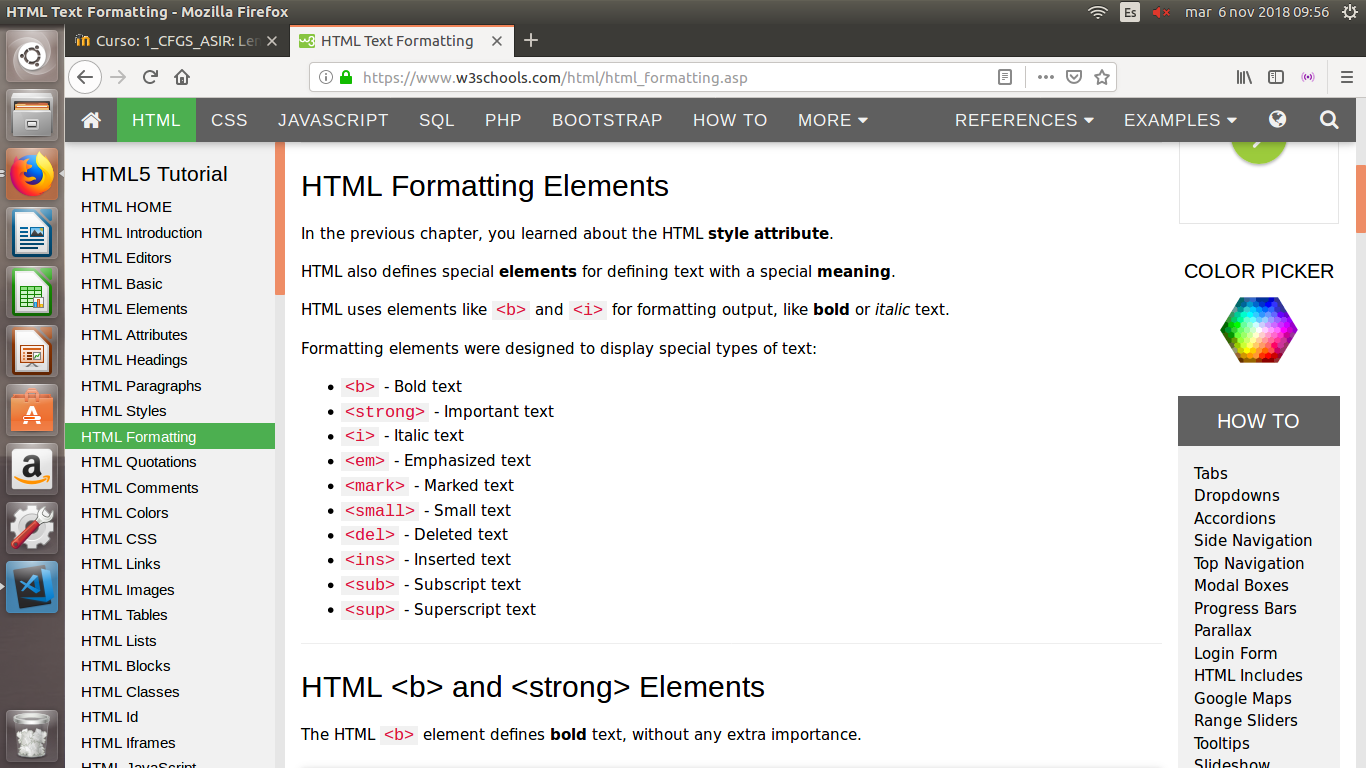 HTML Text Formatting - Mozilla Firefox
Es
mar 6 nov 2018 09:56
Curso: 1_CFGS_ASIR: Len
HTML Text Formatting
https://www.w3schools.com/html/html_formatting.asp
HTML CSS JAVASCRIPT SQL PHP BOOTSTRAP HOW TO MORE REFERENCES EXAMPLES
HTML5 Tutorial
HTML HOME
HTML Introduction
HTML Editors
HTML Basic
HTML Elements
HTML Attributes
HTML Headings
HTML Paragraphs
HTML Styles
HTML Formatting
HTML Quotations
HTML Comments
HTML Colors
HTML CSS
HTML Links
HTML Images
HTML Tables
HTML Lists
HTML Blocks
HTML Classes
HTML Id
HTML Iframes
HTML JavaScript
HTML Formatting Elements
In the previous chapter, you learned about the HTML style attribute.
HTML also defines special elements for defining text with a special meaning.
HTML uses elements like <b> and <i> for formatting output, like bold or italic text.
Formatting elements were designed to display special types of text:
• <b> - Bold text
• <strong> - Important text
• <i> - Italic text
• <em> - Emphasized text
• <mark> - Marked text
• <small> - Small text
• <del> - Deleted text
• <ins> - Inserted text
• <sub> - Subscript text
• <sup> - Superscript text
HTML <b> and <strong> Elements
The HTML <b> element defines bold text, without any extra importance.
COLOR PICKER
HOW TO
Tabs
Dropdowns
Accordions
Side Navigation
Top Navigation
Modal Boxes
Progress Bars
Parallax
Login Form
HTML Includes
Google Maps
Range Sliders
Tooltips
Slideshow